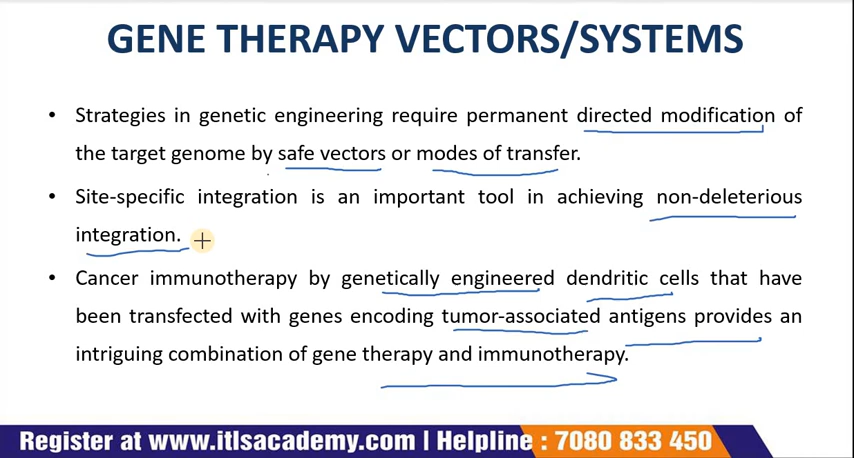 GENE THERAPY VECTORS/SYSTEMS
• Strategies in genetic engineering require permanent directed modification of
the target genome by safe vectors or modes of transfer.
• Site-specific integration is an important tool in achieving non-deleterious
integration.
• Cancer immunotherapy by genetically engineered dendritic cells that have
been transfected with genes encoding tumor-associated antigens provides an
intriguing combination of gene therapy and immunotherapy.
Register at www.itlsacademy.com | Helpline : 7080 833 450